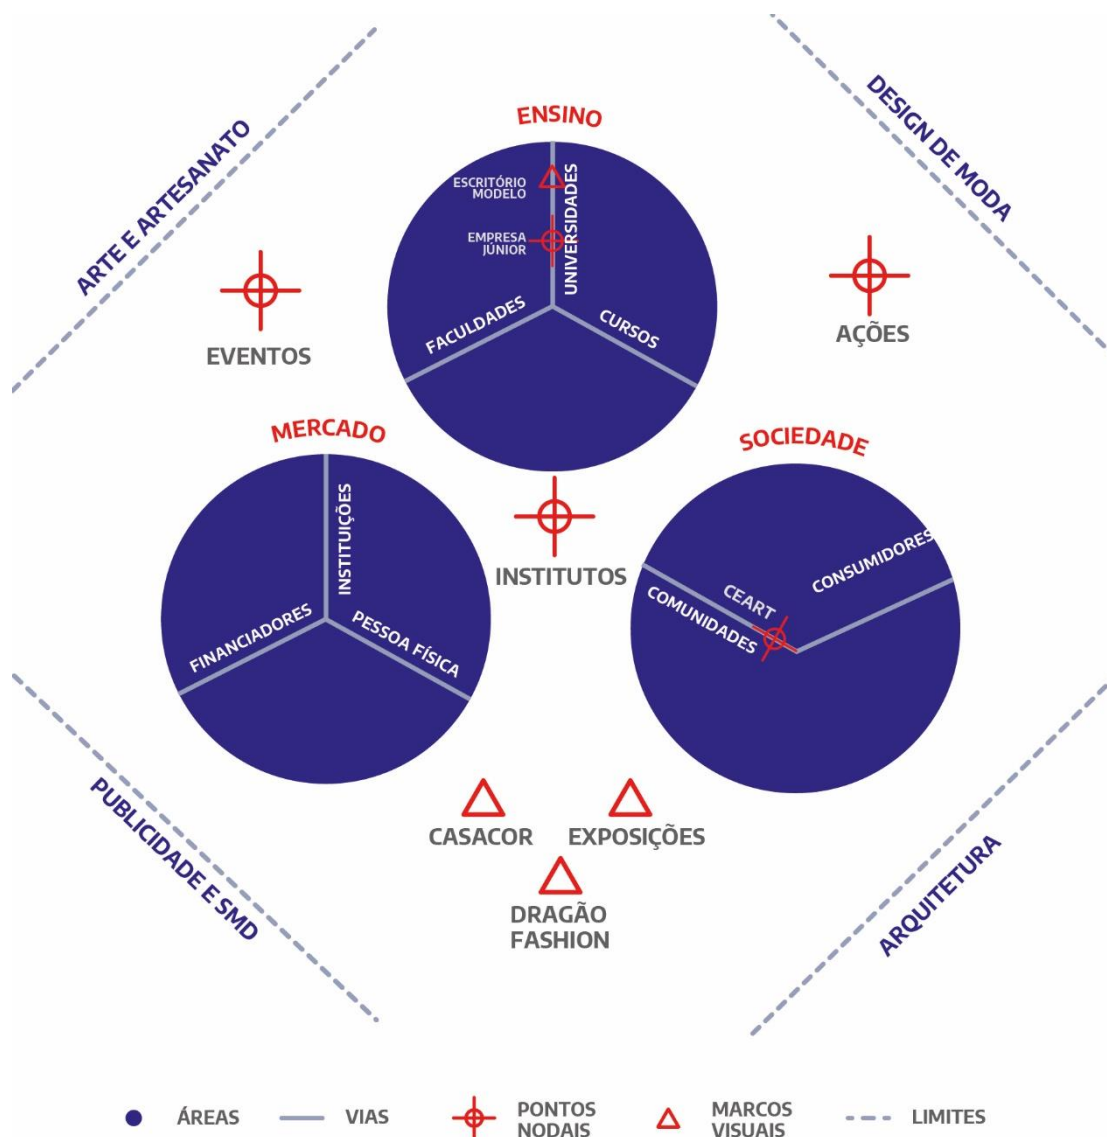 ARTE E ARTESANATO
DESIGN DE MODA
ENSINO
ESCRITÓRIO
MODELO
EMPRESA
JÚNIOR
UNIVERSIDADES
FACULDADES
CURSOS
EVENTOS
AÇÕES
MERCADO
INSTITUIÇÕES
FINANCIADORES
PESSOA FÍSICA
INSTITUTOS
SOCIEDADE
CONSUMIDORES
CEART
COMUNIDADES
PUBLICIDADE E SMD
ARQUITETURA
CASACOR
EXPOSIÇÕES
DRAGÃO
FASHION
ÁREAS
VIAS
PONTOS
NODAIS
MARCOS
VISUAIS
LIMITES